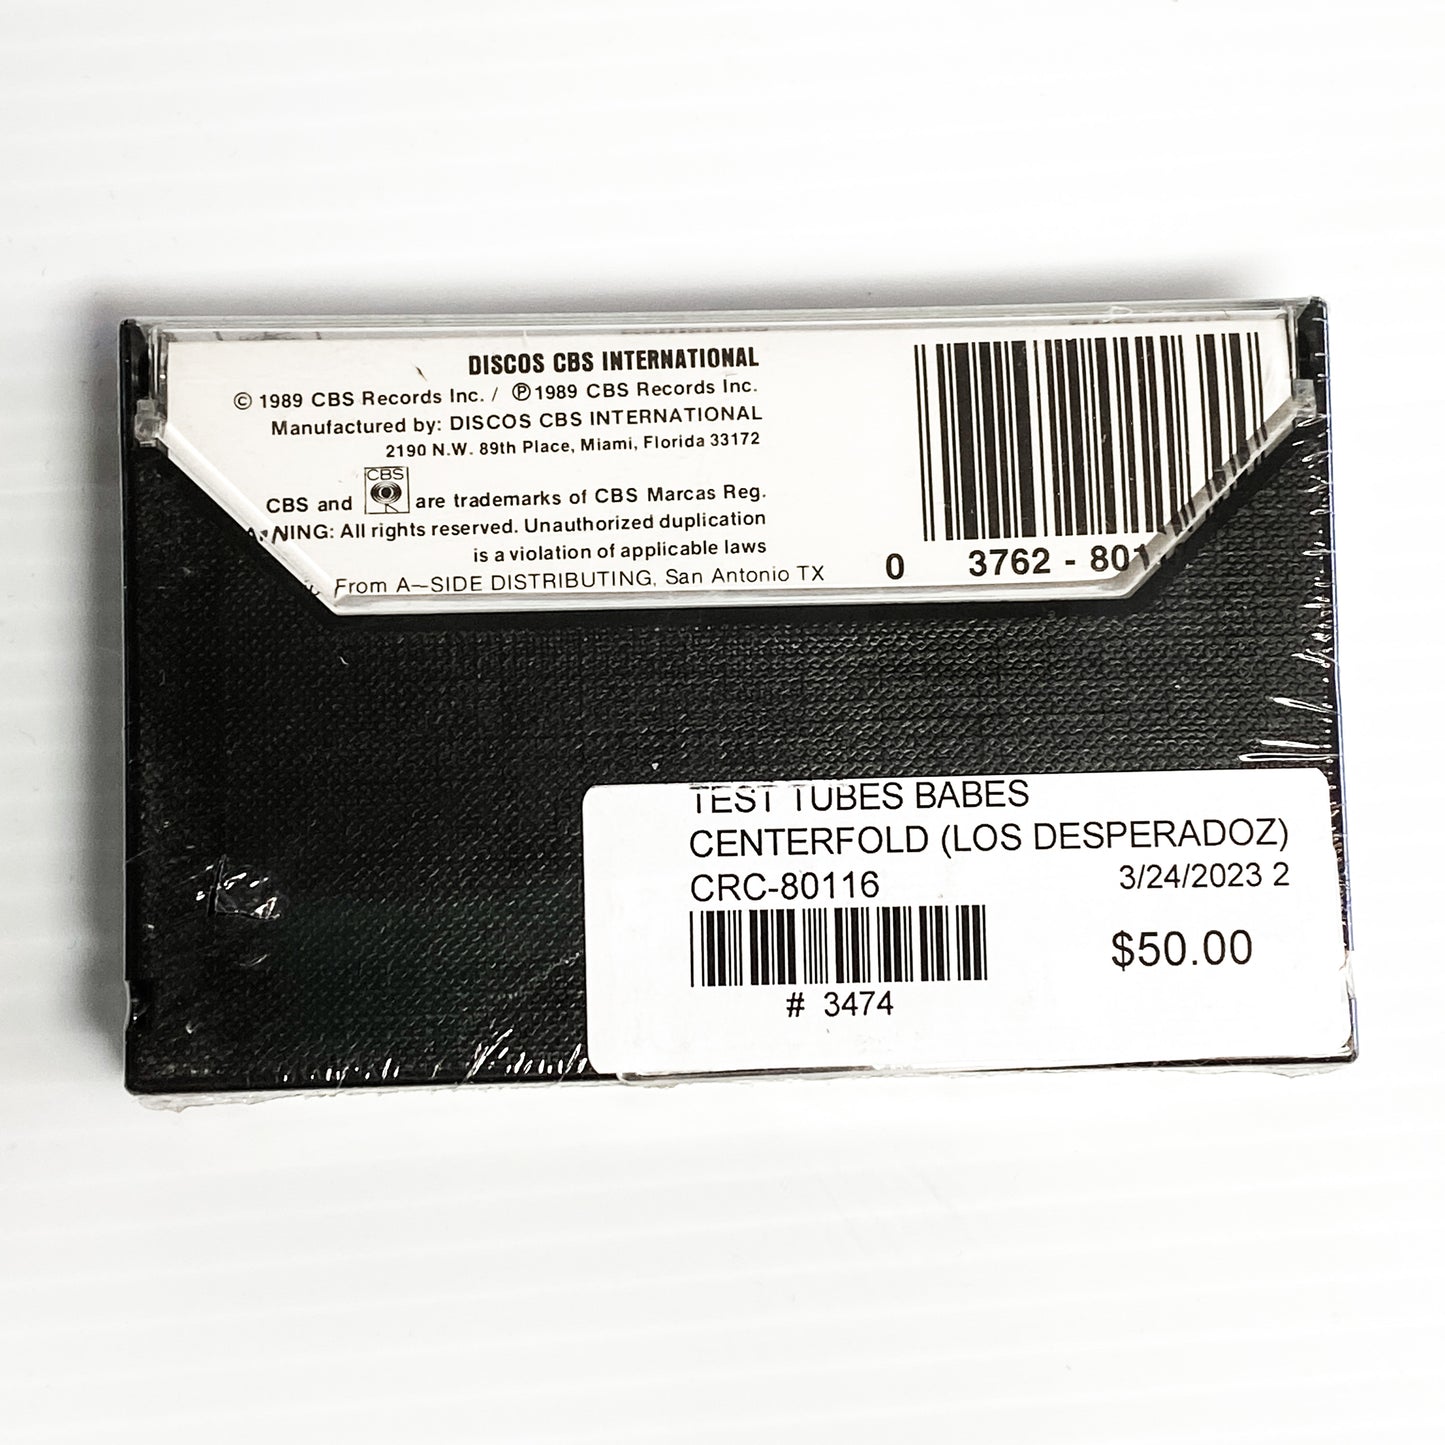 DISCOS CBS INTERNATIONAL
© 1989 CBS Records Inc. / ℗ 1989 CBS Records Inc.
Manufactured by: DISCOS CBS INTERNATIONAL
2190 N.W. 89th Place, Miami, Florida 33172
CBS and CBS are trademarks of CBS Marcas Reg.
NING: All rights reserved. Unauthorized duplication
is a violation of applicable laws
From A—SIDE DISTRIBUTING, San Antonio TX
0 3762 - 801
TEST TUBES BABES
CENTERFOLD (LOS DESPERADOZ)
CRC-80116 3/24/2023 2
$50.00
# 3474